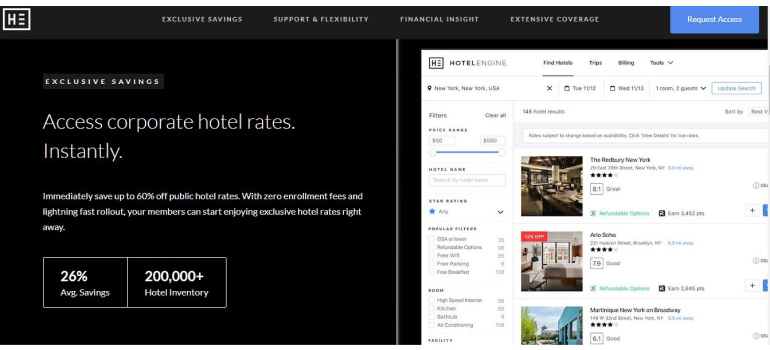 HE
EXCLUSIVE SAVINGS
SUPPORT & FLEXIBILITY
FINANCIAL INSIGHT
EXTENSIVE COVERAGE
Request Access
EXCLUSIVE SAVINGS
Access corporate hotel rates.
Instantly.
Immediately save up to 60% off public hotel rates. With zero enrollment fees and
lightning fast rollout, your members can start enjoying exclusive hotel rates right
away.
26%
Avg. Savings
200,000+
Hotel Inventory
HE HOTELENGINE.
Find Hotels
Trips
Billing
Tools
New York, New York, USA
Tue 11/12
Wed 11/13
1 room, 2 guests
Update Search
Filters
Clear all
PRICE RANGE
$50
$500
HOTEL NAME
Search by hotel name
STAR RATING
Any
POPULAR FILTERS
GSA or lower
Refundable Options 98
Free Wifi
Free Parking 9
Free Breakfast 109
ROOM
High Speed Internet 98
Kitchen
Bathtub 9
Air Conditioning 109
FACILITY
hotel results
Sort by
Best V
Rates subject to change based on availability. Click 'View Details' for live rates.
The Redbury New York
29 East 29th Street, New York, NY 0.5 mi away
8.1 Great
Refundable Options
Earn 3,462 pts
12% OFF
Arlo Soho
231 Hudson Street, Brooklyn, NY 0.5 mi away
7.9 Good
Refundable Options
Earn 2,845 pts
Martinique New York on Broadway
149 W 32nd Street, New York, NY 0.5 mi away
6.1 Good